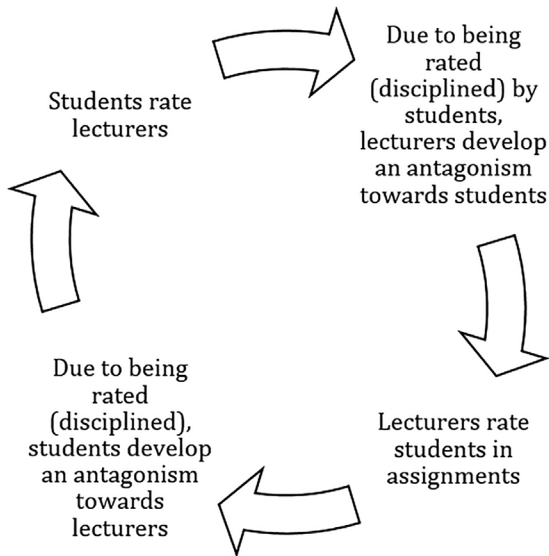 Students rate
lecturers
Due to being
rated
(disciplined) by
students,
lecturers develop
an antagonism
towards students
Lecturers rate
students in
assignments
Due to being
rated
(disciplined),
students develop
an antagonism
towards
lecturers